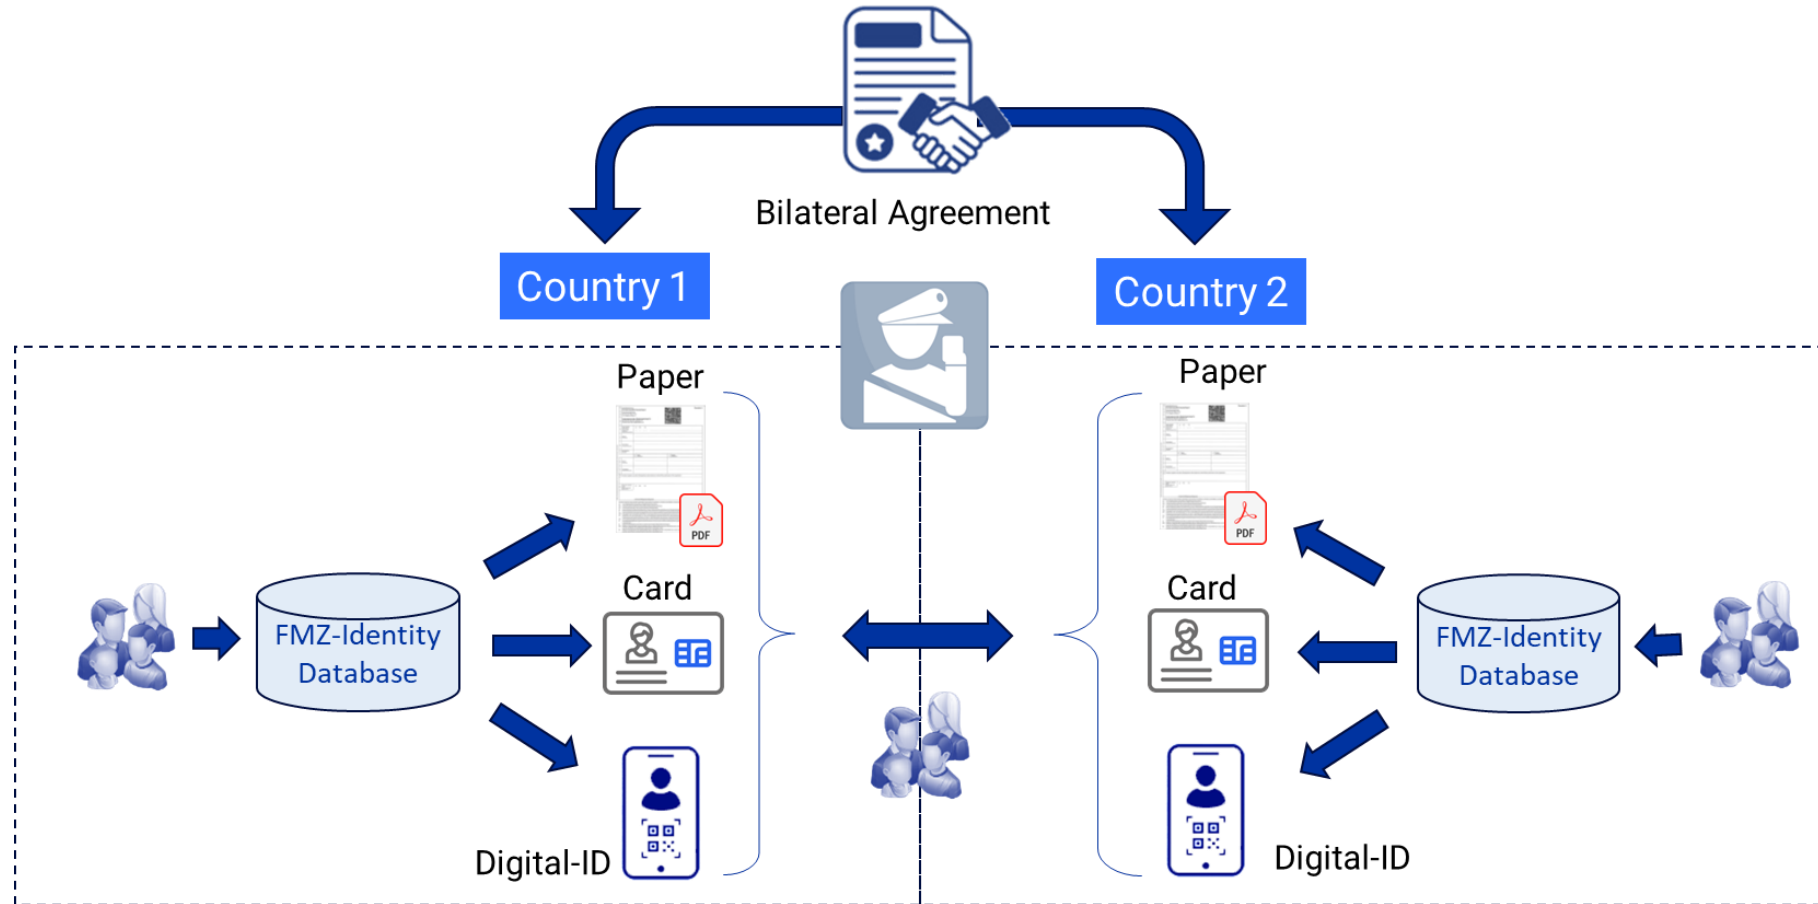 Bilateral Agreement
Country 1
Country 2
Paper
PDF
Card
FMZ-Identity
Database
Digital-ID
Paper
PDF
Card
FMZ-Identity
Database
Digital-ID